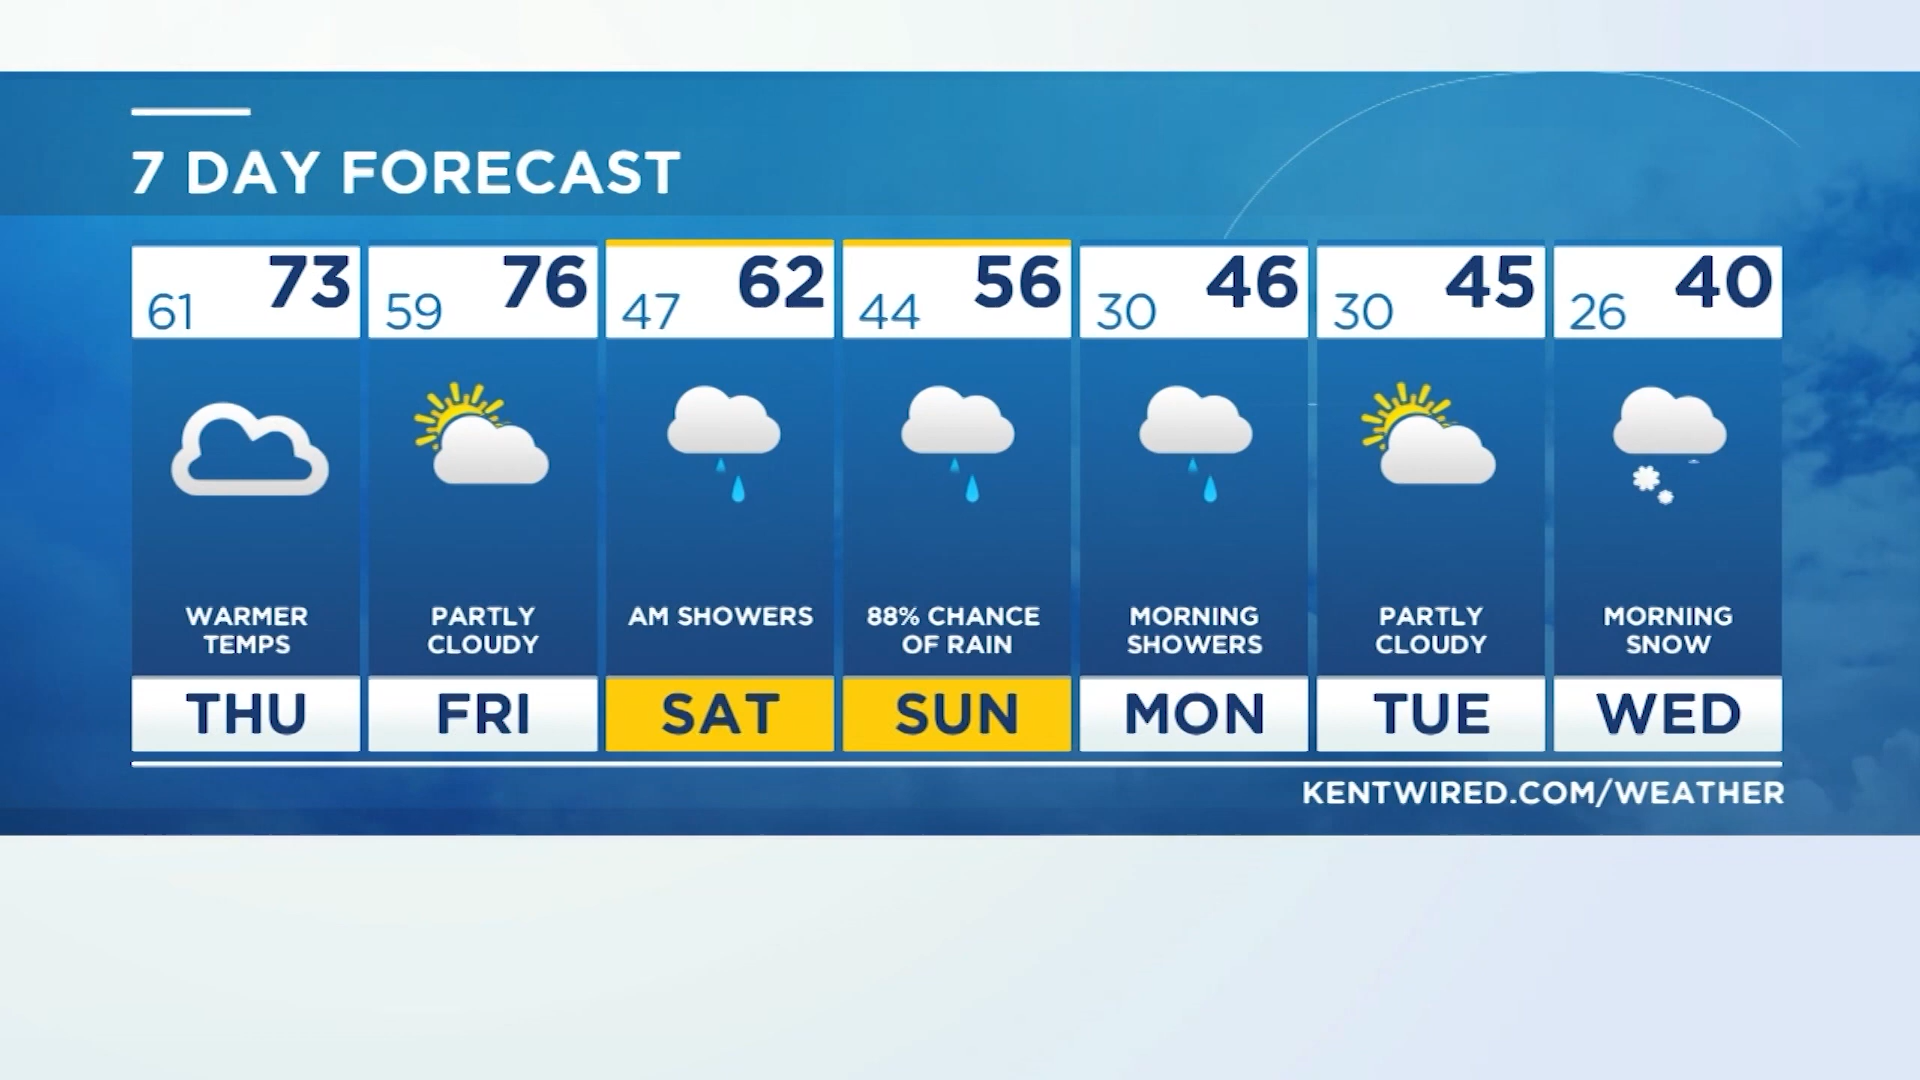 7 DAY FORECAST
61 73 59 76 47 62 44 56 30 46 30 45 26 40
WARMER TEMPS
PARTLY CLOUDY
AM SHOWERS
88% CHANCE OF RAIN
MORNING SHOWERS
PARTLY CLOUDY
MORNING SNOW
THU FRI SAT SUN MON TUE WED
KENTWIRED.COM/WEATHER